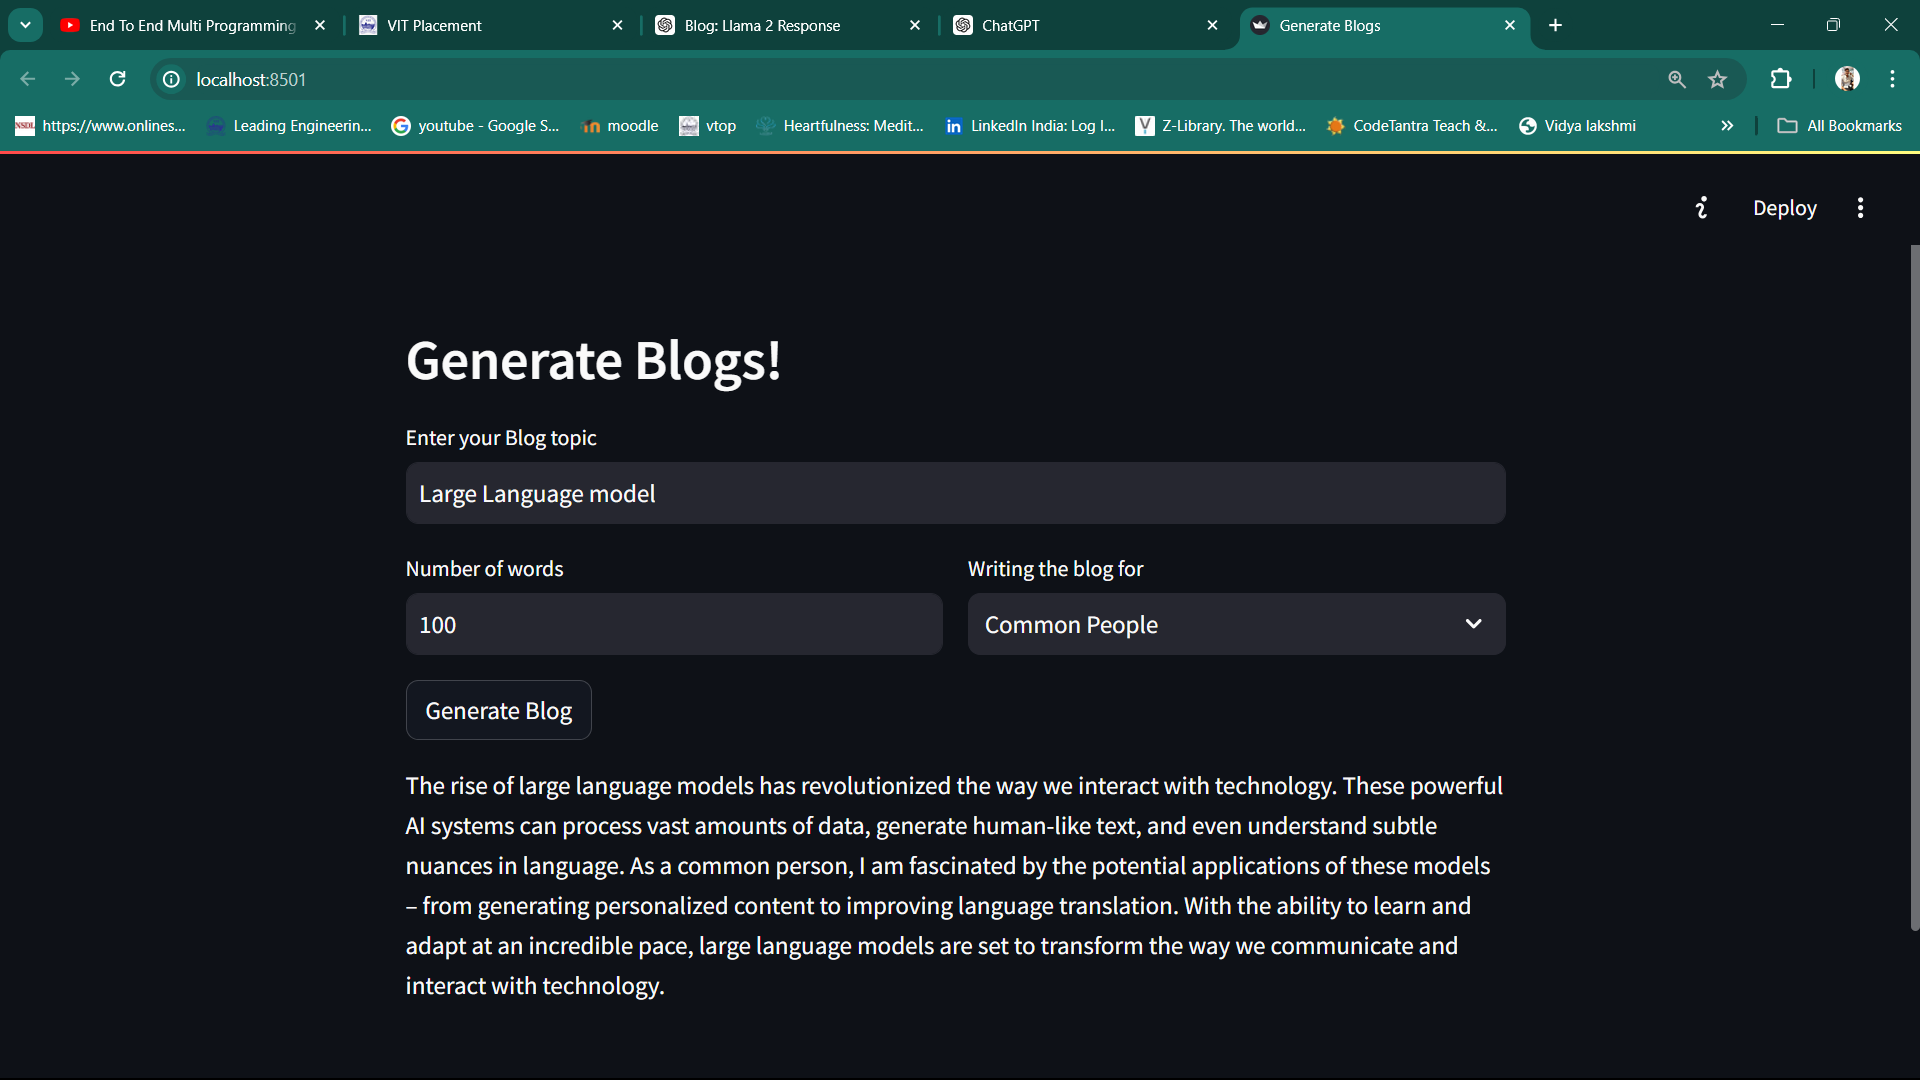 End To End Multi Programming
VIT Placement
Blog: Llama 2 Response
ChatGPT
Generate Blogs
localhost:8501
NSDL
https://www.onlines...
Leading Engineerin...
youtube - Google S...
moodle
vtop
Heartfulness: Medit...
LinkedIn India: Log I...
Z-Library. The world...
CodeTantra Teach &...
Vidya lakshmi
All Bookmarks
Deploy
Generate Blogs!
Enter your Blog topic
Large Language model
Number of words
Writing the blog for
100
Common People
Generate Blog
The rise of large language models has revolutionized the way we interact with technology. These powerful
AI systems can process vast amounts of data, generate human-like text, and even understand subtle
nuances in language. As a common person, I am fascinated by the potential applications of these models
– from generating personalized content to improving language translation. With the ability to learn and
adapt at an incredible pace, large language models are set to transform the way we communicate and
interact with technology.